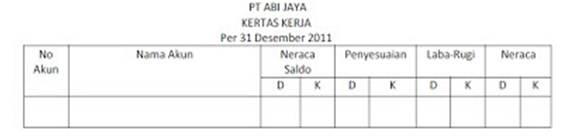 PT ABI JAYA
KERTAS KERJA
Per 31 Desember 2011
No Akun Nama Akun Neraca Saldo Penyesuaian Laba-Rugi Neraca
D K D K D K D K